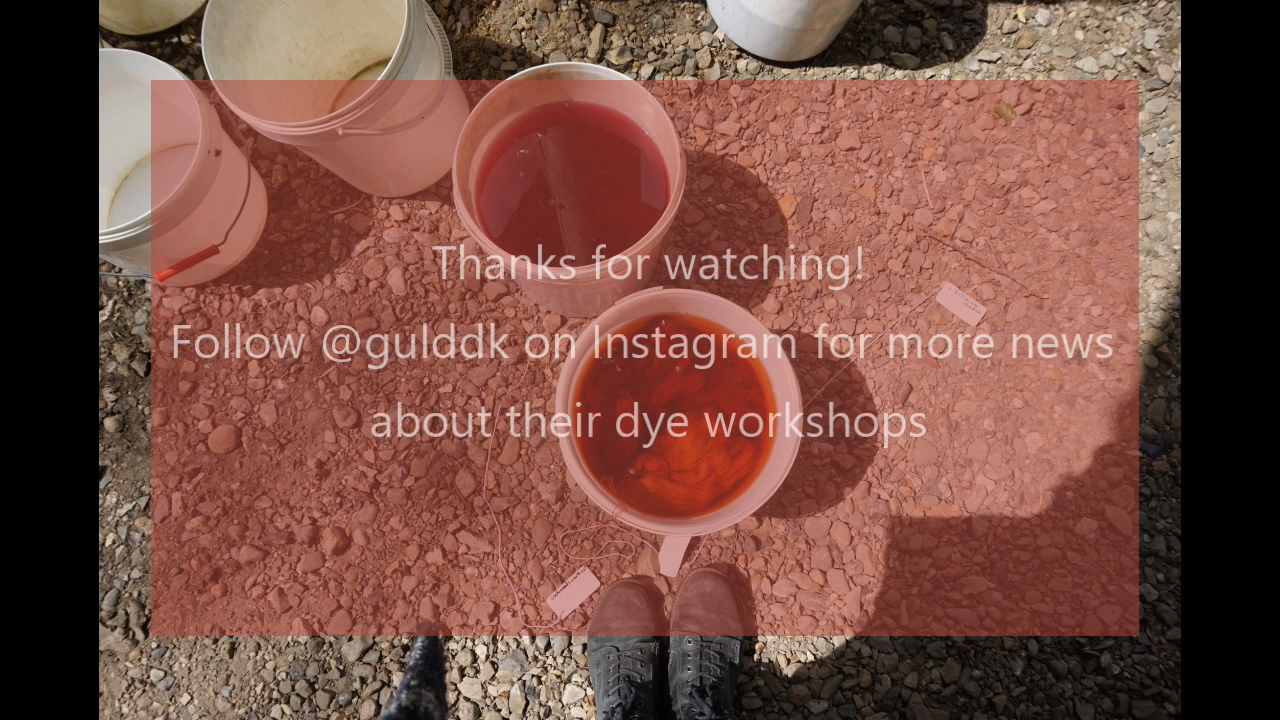 Thanks for watching!
Follow @gulddk on Instagram for more news
about their dye workshops